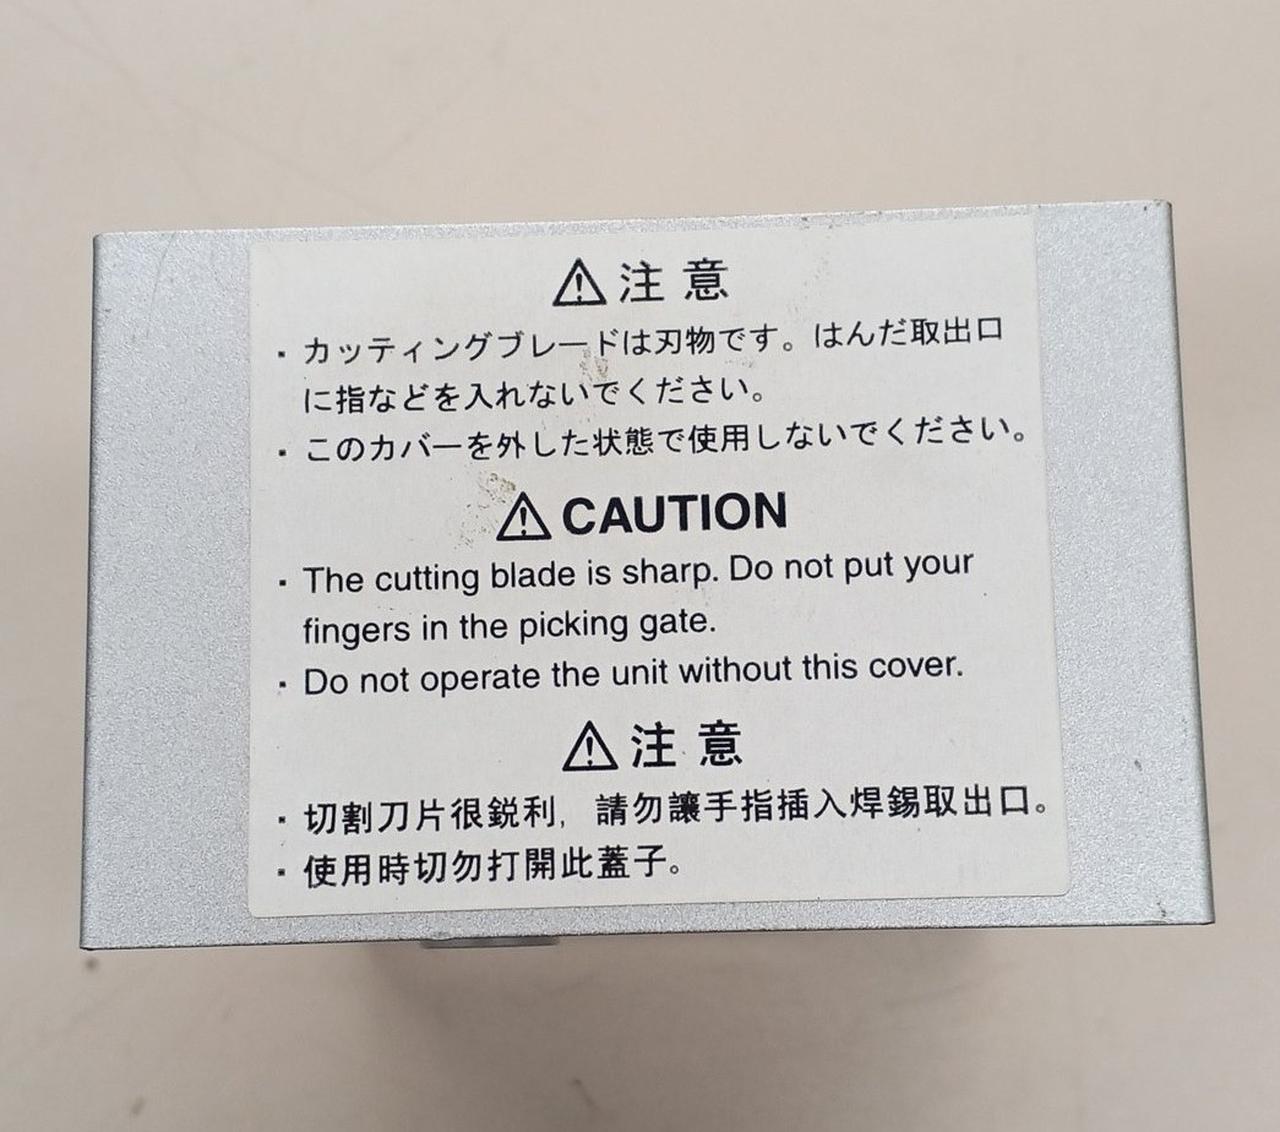 ⚠ 注意
・カッティングブレードは刃物です。はんだ取出口
に指などを入れないでください。
・このカバーを外した状態で使用しないでください。
⚠ CAUTION
・The cutting blade is sharp. Do not put your
fingers in the picking gate.
・Do not operate the unit without this cover.
⚠ 注意
・切割刀片很鋭利，請勿讓手指插入焊錫取出口。
・使用時切勿打開此蓋子。